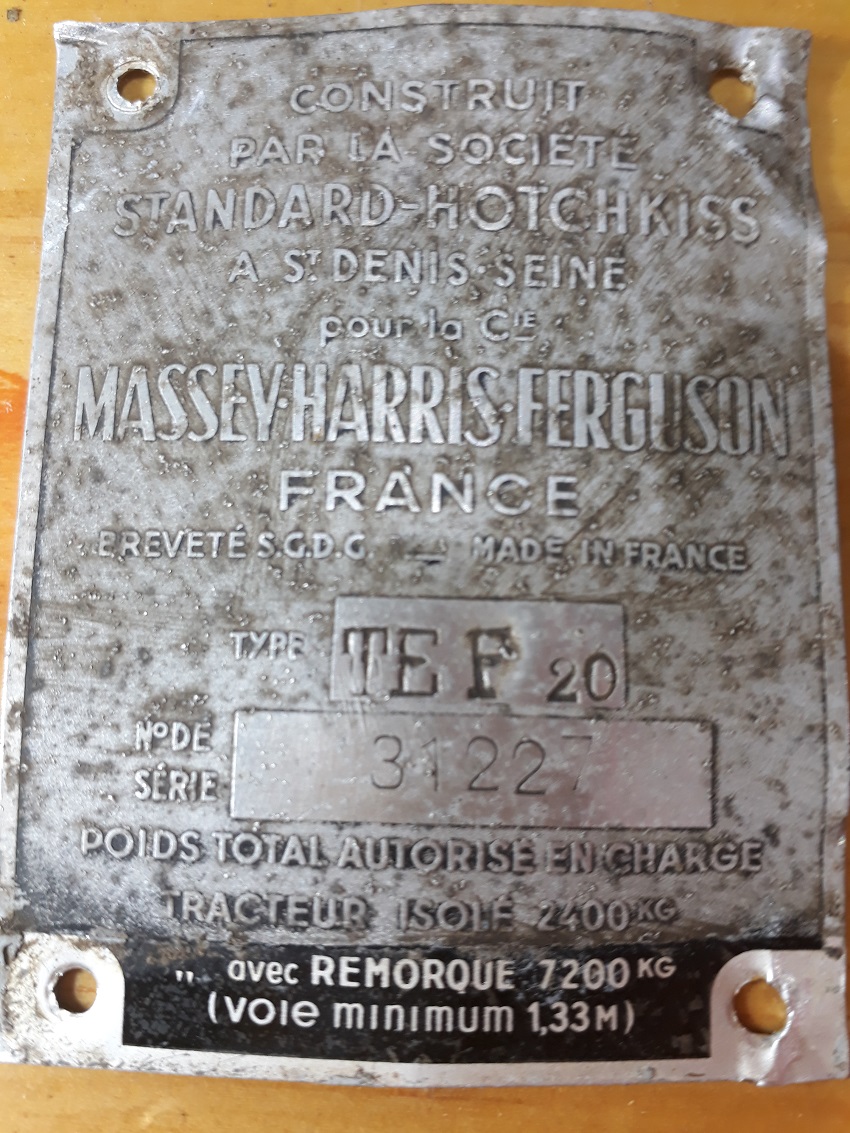 CONSTRUIT
PAR LA SOCIÉTÉ
STANDARD-HOTCHKISS
A ST DENIS-SEINE
pour la CIE
MASSEY-HARRIS-FERGUSON
FRANCE
BREVETÉ S.G.D.G. — MADE IN FRANCE
TYPE TEF 20
NO DE SÉRIE 31227
POIDS TOTAL AUTORISÉ EN CHARGE
TRACTEUR ISOLÉ 2400 KG
" avec REMORQUE 7200 KG
(voie minimum 1,33M)